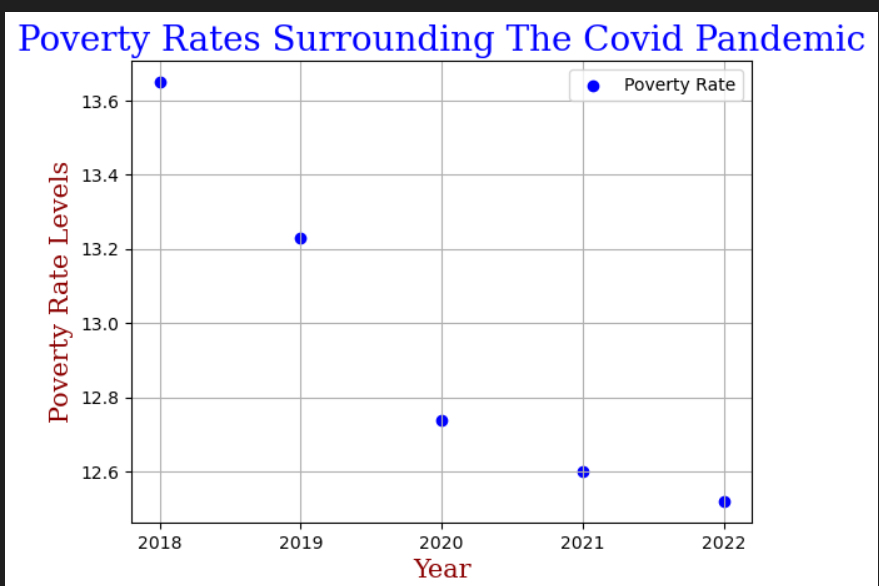 Poverty Rates Surrounding The Covid Pandemic
Poverty Rate
Poverty Rate Levels
13.6
13.4
13.2
13.0
12.8
12.6
2018 2019 2020 2021 2022
Year